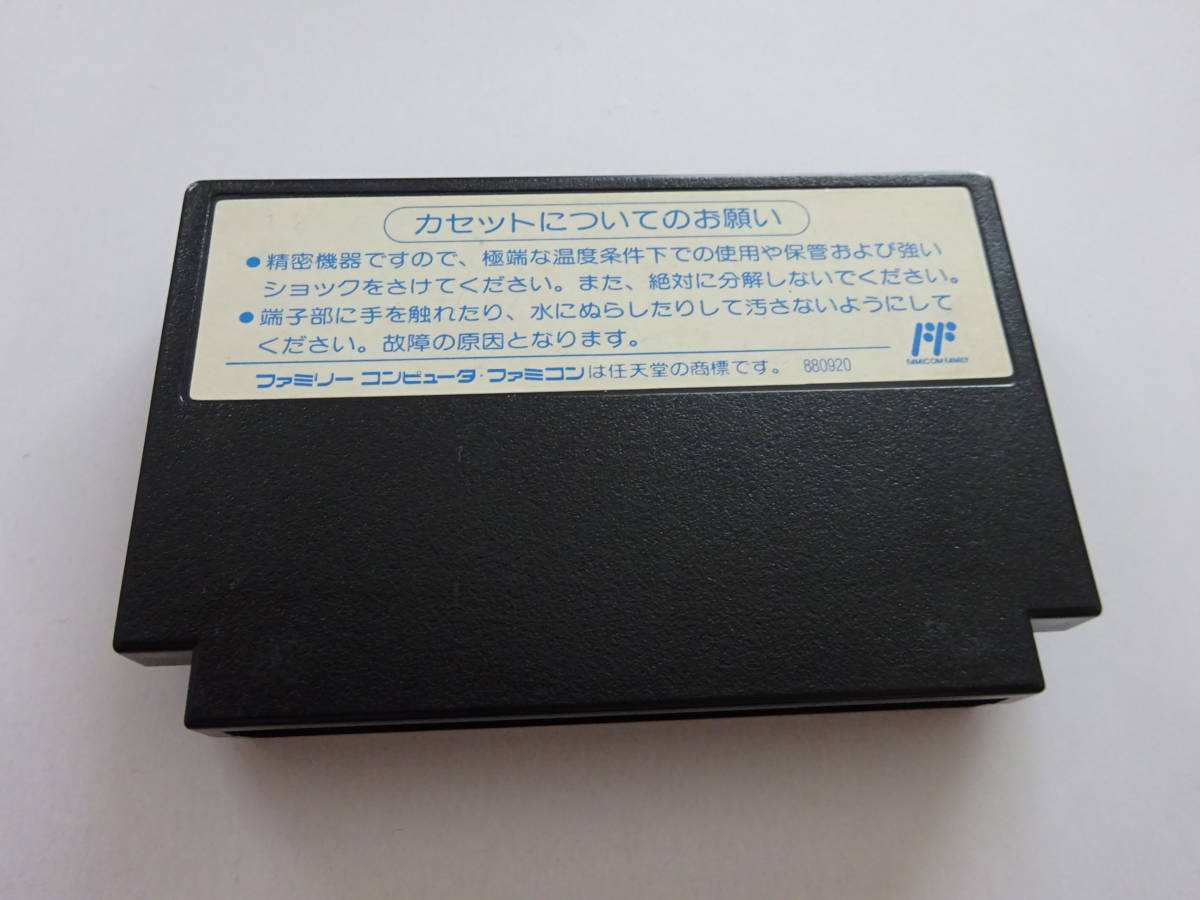 カセットについてのお願い
●精密機器ですので、極端な温度条件下での使用や保管および強い
ショックをさけてください。また、絶対に分解しないでください。
●端子部に手を触れたり、水にぬらしたりして汚さないようにして
ください。故障の原因となります。
FF
FAMICOM FAMILY
ファミリー コンピュータ・ファミコンは任天堂の商標です。 880920